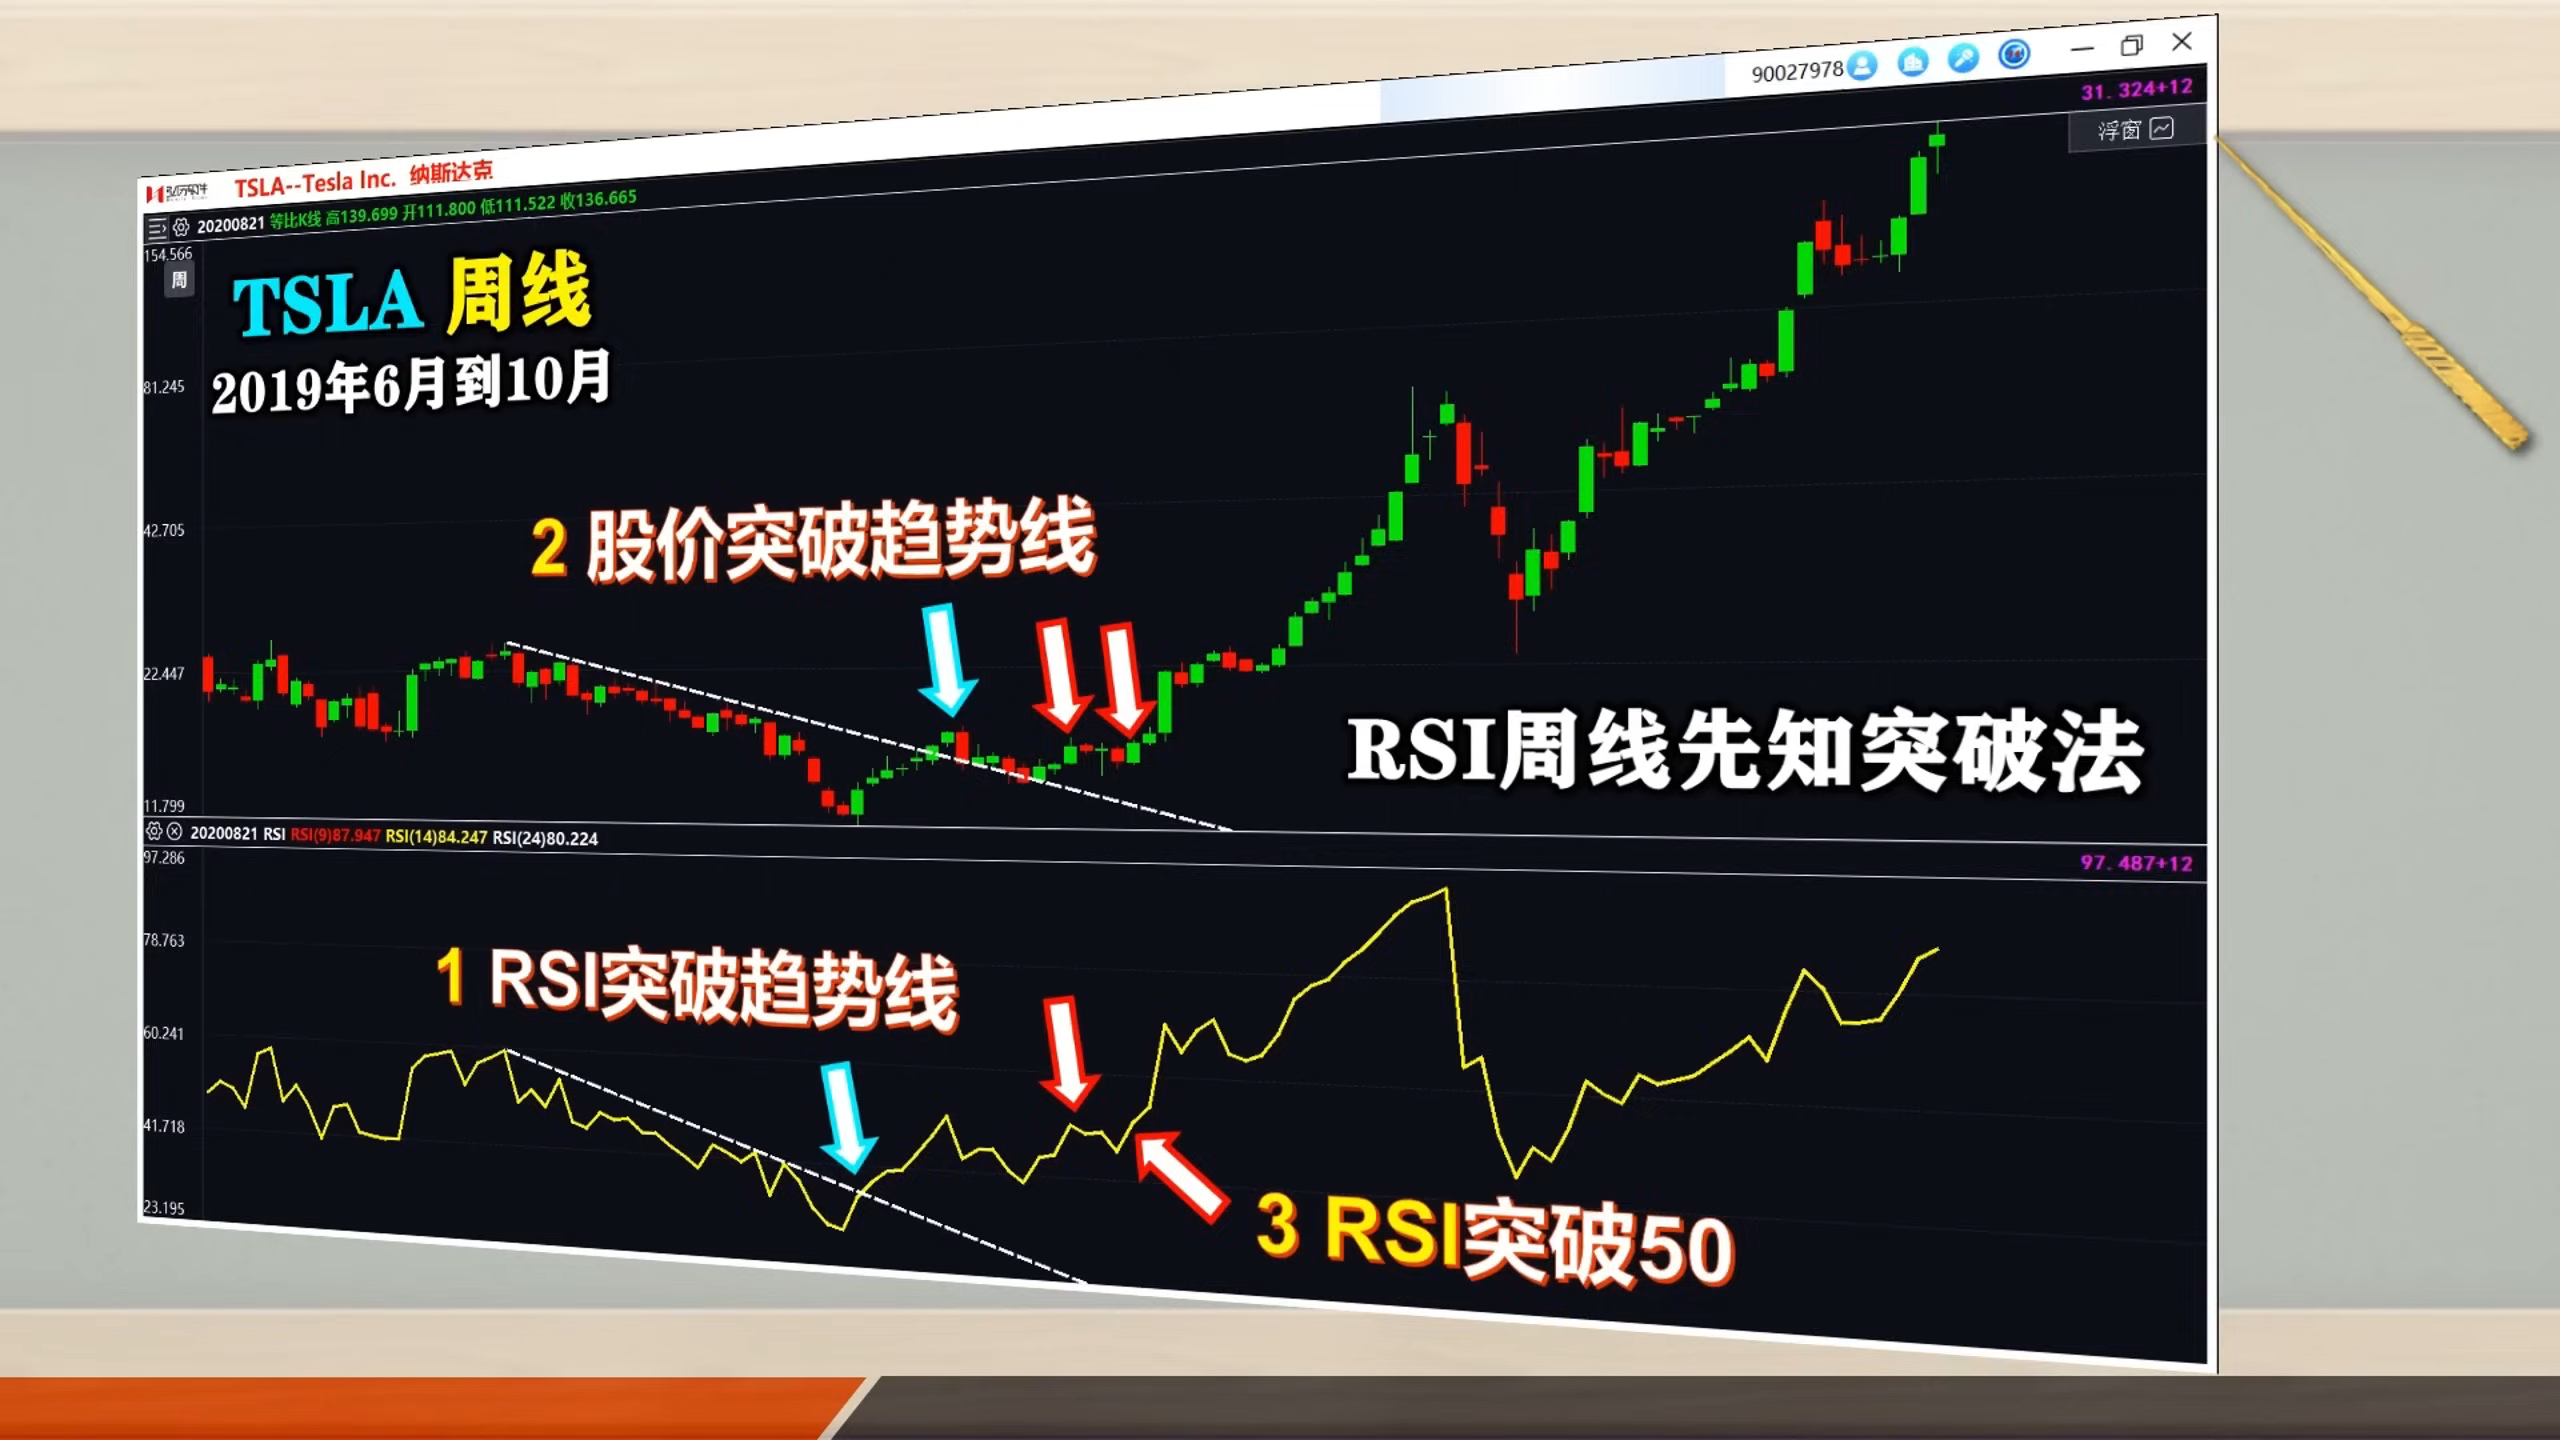 90027978
31.324+12
浮窗
TSLA--Tesla Inc. 纳斯达克
20200821 等比K线 高139.699 开111.800 低111.522 收136.665
154.566
周
TSLA 周线
2019年6月到10月
81.245
2 股价突破趋势线
42.705
22.447
RSI周线先知突破法
11.799
20200821 RSI RSI(9)87.947 RSI(14)84.247 RSI(24)80.224
97.286
97.487+12
78.763
1 RSI突破趋势线
60.241
41.718
23.195
3 RSI突破50